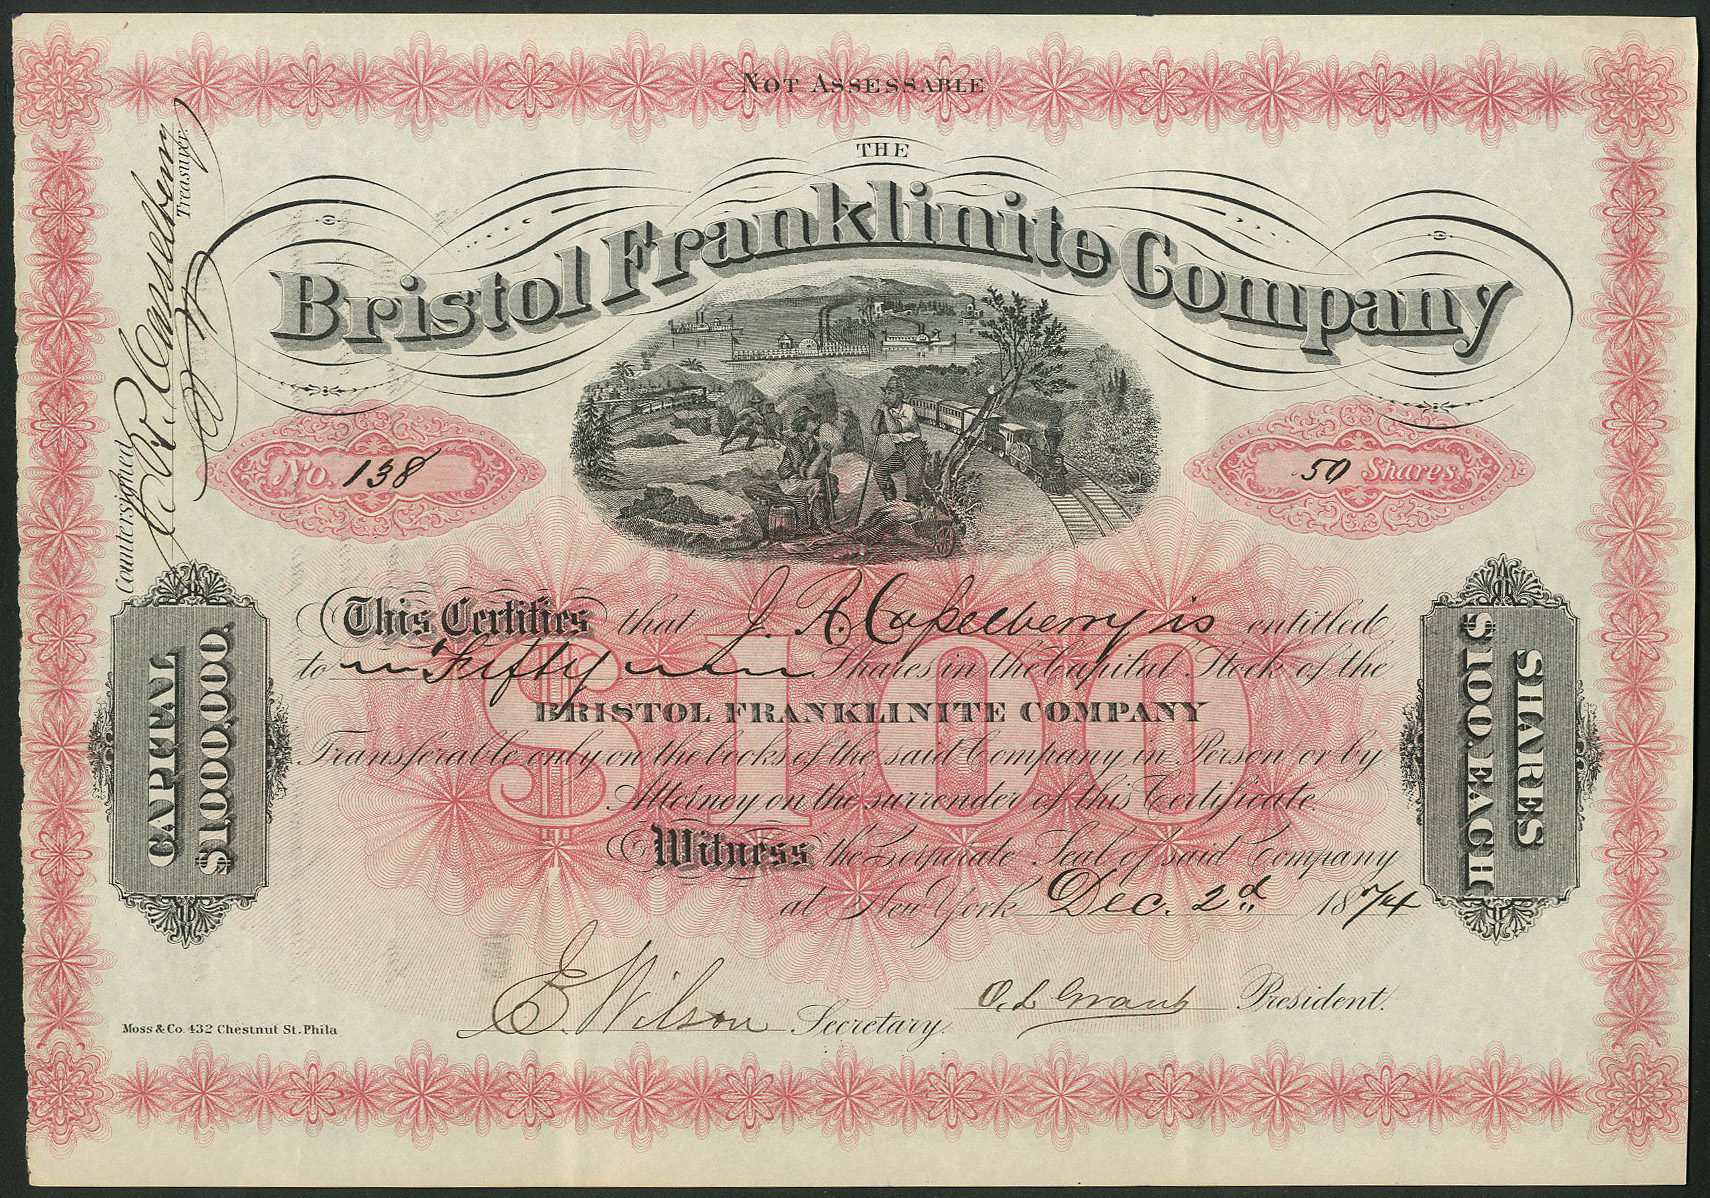 NOT ASSESSABLE
THE
Bristol Franklinite Company
No. 138
50 Shares.
Countersigned
Treasurer.
CAPITAL
$1,000,000.
SHARES
$100. EACH
This Certifies that J. R. Capelberry is entitled
to Fifty Shares in the Capital Stock of the
BRISTOL FRANKLINITE COMPANY
Transferable only on the books of the said Company in Person or by
Attorney on the surrender of this Certificate.
$100
Witness the Corporate Seal of said Company
at New York Dec. 2d 1874
E. Wilson Secretary.
President.
Moss & Co. 432 Chestnut St. Phila